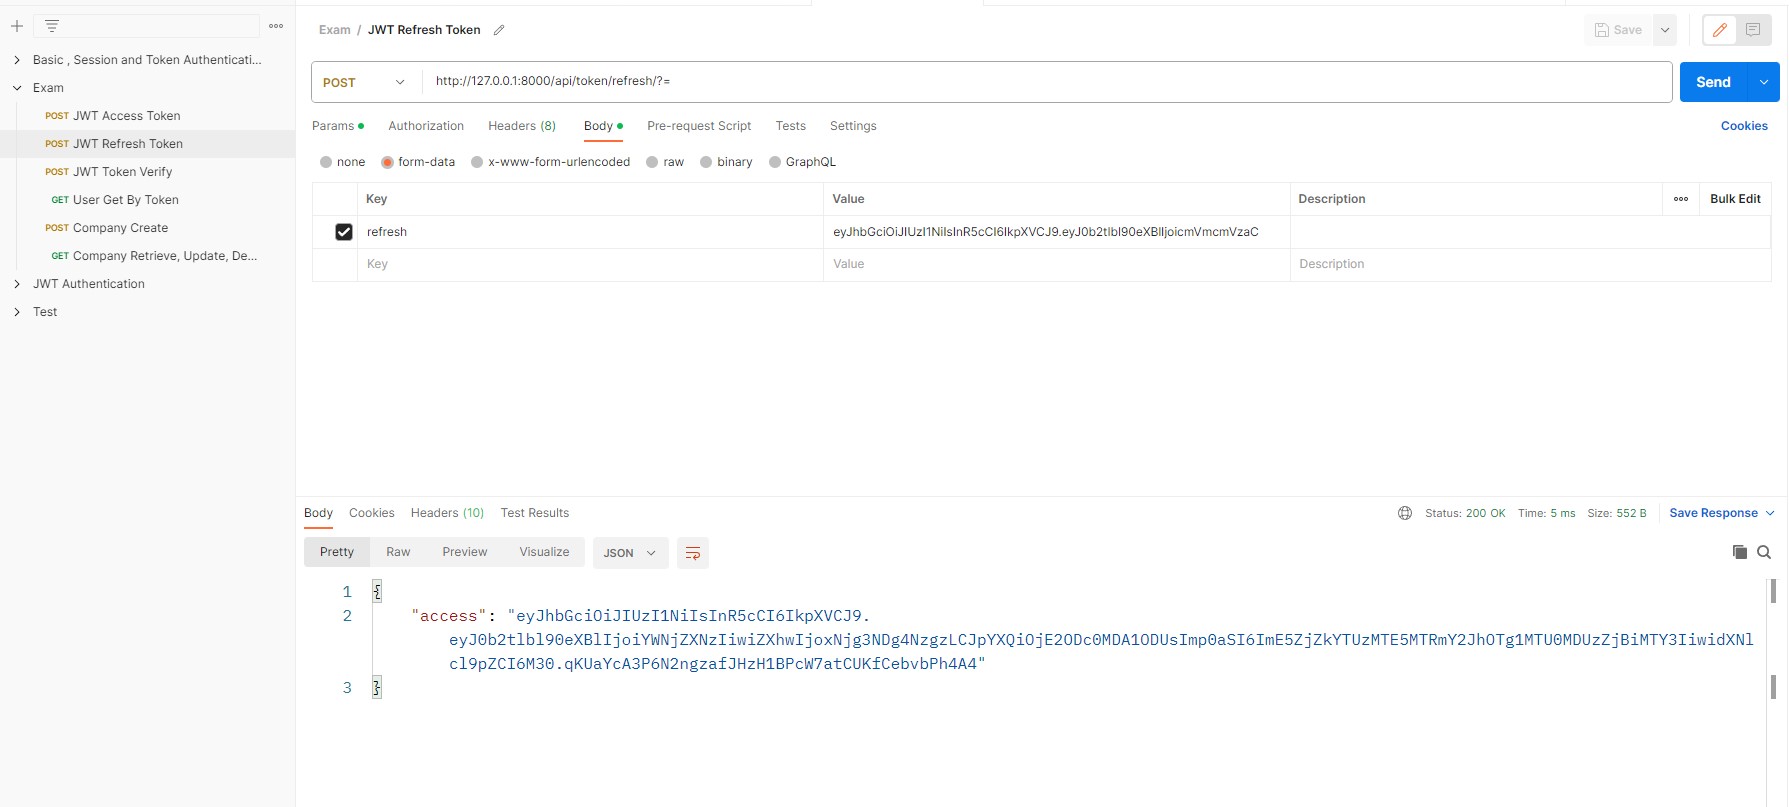 Exam / JWT Refresh Token
Save
Basic , Session and Token Authenticati...
Exam
POST JWT Access Token
POST JWT Refresh Token
POST JWT Token Verify
GET User Get By Token
POST Company Create
GET Company Retrieve, Update, De...
JWT Authentication
Test
POST http://127.0.0.1:8000/api/token/refresh/?= Send
Params Authorization Headers (8) Body Pre-request Script Tests Settings Cookies
none form-data x-www-form-urlencoded raw binary GraphQL
Key Value Description Bulk Edit
refresh eyJhbGciOiJIUzI1NiIsInR5cCI6IkpXVCJ9.eyJ0b2tlbl90eXBlIjoicmVmcmVzaC
Key Value Description
Body Cookies Headers (10) Test Results Status: 200 OK Time: 5 ms Size: 552 B Save Response
Pretty Raw Preview Visualize JSON
1 {
2 "access": "eyJhbGciOiJIUzI1NiIsInR5cCI6IkpXVCJ9.
eyJ0b2tlbl90eXBlIjoiYWNjZXNzIiwiZXhwIjoxNjg3NDg4NzgzLCJpYXQiOjE2ODc0MDA1ODUsImp0aSI6ImE5ZjZkYTUzMTE5MTRmY2JhOTg1MTU0MDUzZjBiMTY3IiwidXNl
cl9pZCI6M30.qKUaYcA3P6N2ngzafJHzH1BPcW7atCUKfCebvbPh4A4"
3 }